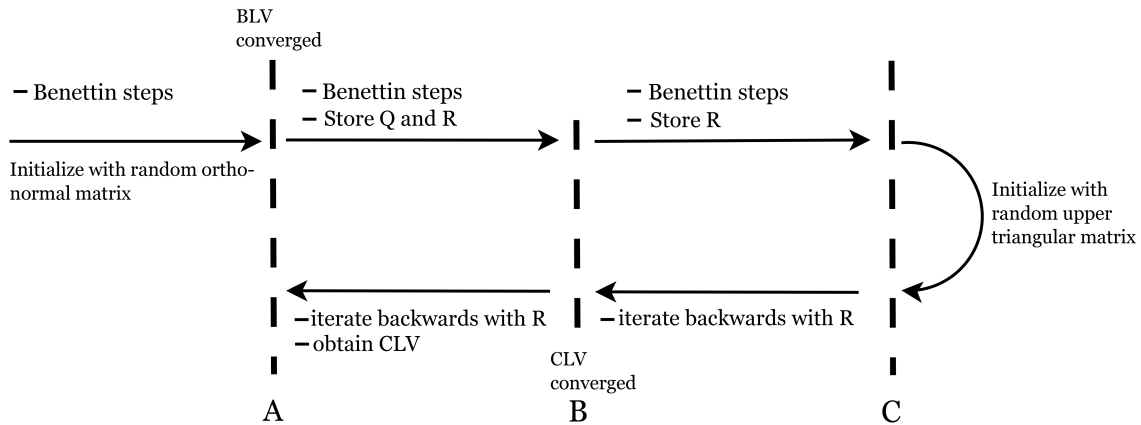 BLV
converged
– Benettin steps
Initialize with random ortho-
normal matrix
– Benettin steps
– Store Q and R
– Benettin steps
– Store R
Initialize with
random upper
triangular matrix
–iterate backwards with R
– obtain CLV
–iterate backwards with R
CLV
converged
A
B
C